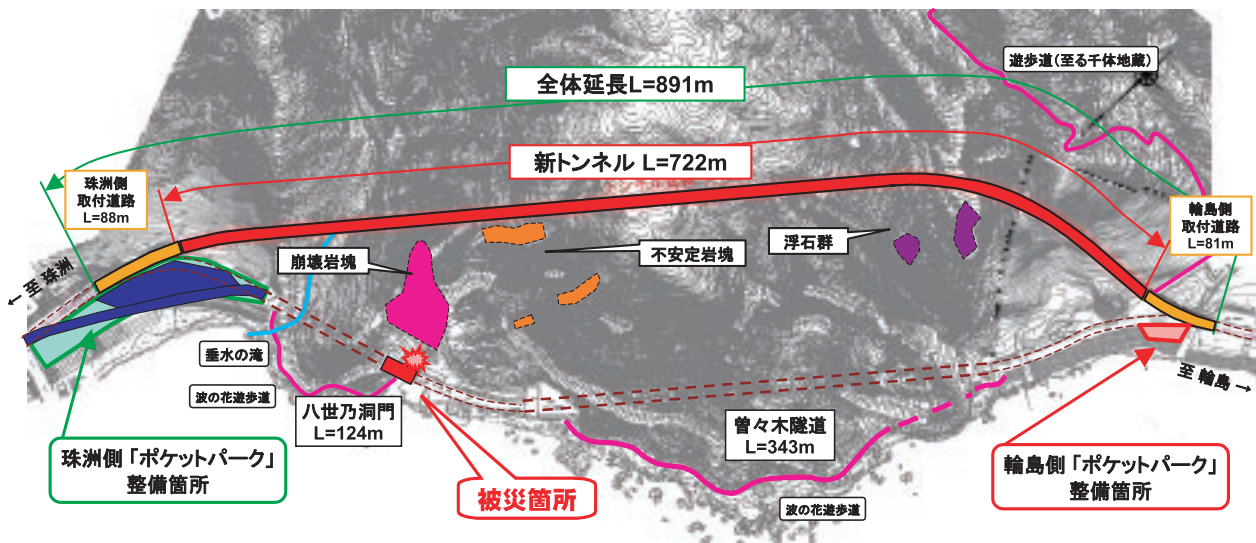 遊歩道(至る千体地蔵)
全体延長L=891m
新トンネル L=722m
珠洲側
取付道路
L=88m
輪島側
取付道路
L=81m
← 至 珠洲
崩壊岩塊
不安定岩塊
浮石群
垂水の滝
波の花遊歩道
八世乃洞門
L=124m
曽々木隧道
L=343m
至 輪島 →
珠洲側「ポケットパーク」
整備箇所
被災箇所
輪島側「ポケットパーク」
整備箇所
波の花遊歩道